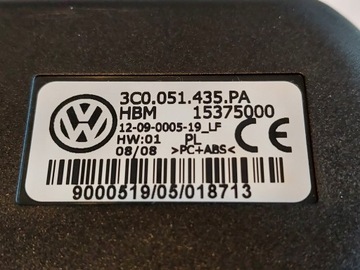 3C0.051.435.PA
HBM 15375000
12-09-0005-19_LF
HW:01 PL
08/08 >PC+ABS<
CE
9000519/05/018713